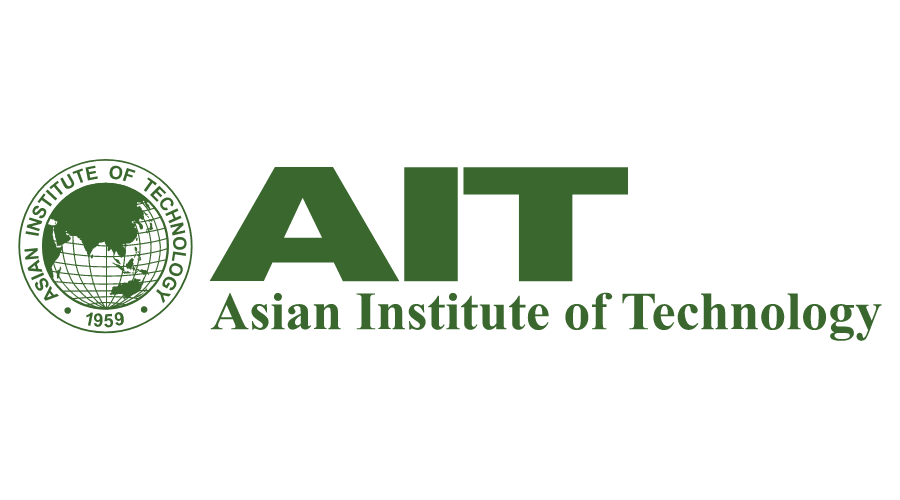 ASIAN INSTITUTE OF TECHNOLOGY
1959
AIT
Asian Institute of Technology